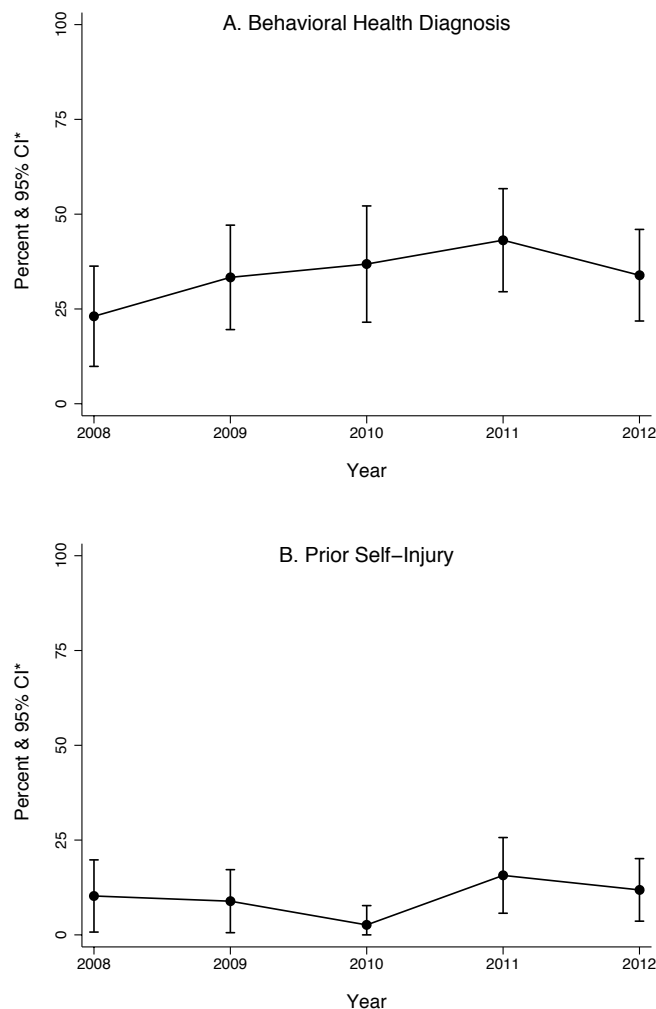 A. Behavioral Health Diagnosis
Percent & 95% CI*
100
75
50
25
0
2008 2009 2010 2011 2012
Year
B. Prior Self−Injury
Percent & 95% CI*
100
75
50
25
0
2008 2009 2010 2011 2012
Year